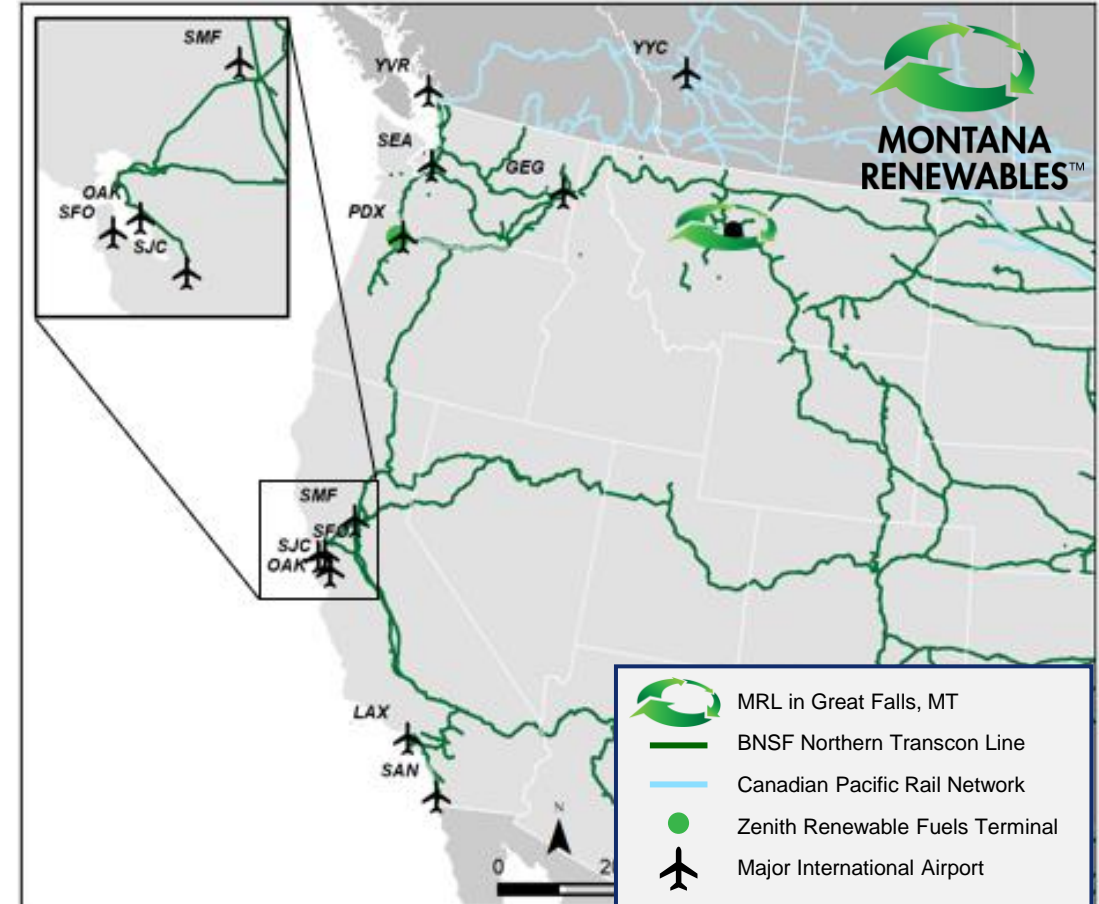 SMF
OAK
SFO
SJC
YVR
YYC
SEA
GEG
PDX
MONTANA
RENEWABLES™
SMF
SFO
SJC
OAK
LAX
SAN
N
0
MRL in Great Falls, MT
BNSF Northern Transcon Line
Canadian Pacific Rail Network
Zenith Renewable Fuels Terminal
Major International Airport